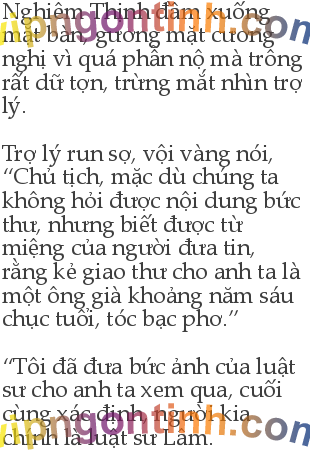 Nghiêm Thịnh đấm xuống
mặt bàn, gương mặt cương
nghị vì quá phẫn nộ mà trông
rất dữ tợn, trừng mắt nhìn trợ
lý.
Trợ lý run sợ, vội vàng nói,
“Chủ tịch, mặc dù chúng ta
không hỏi được nội dung bức
thư, nhưng biết được từ
miệng của người đưa tin,
rằng kẻ giao thư cho anh ta là
một ông già khoảng năm sáu
chục tuổi, tóc bạc phơ.”
“Tôi đã đưa bức ảnh của luật
sư cho anh ta xem qua, cuối
cùng xác định, người kia
chính là luật sư Lâm.
vipngontinh.com
vipngontinh.com